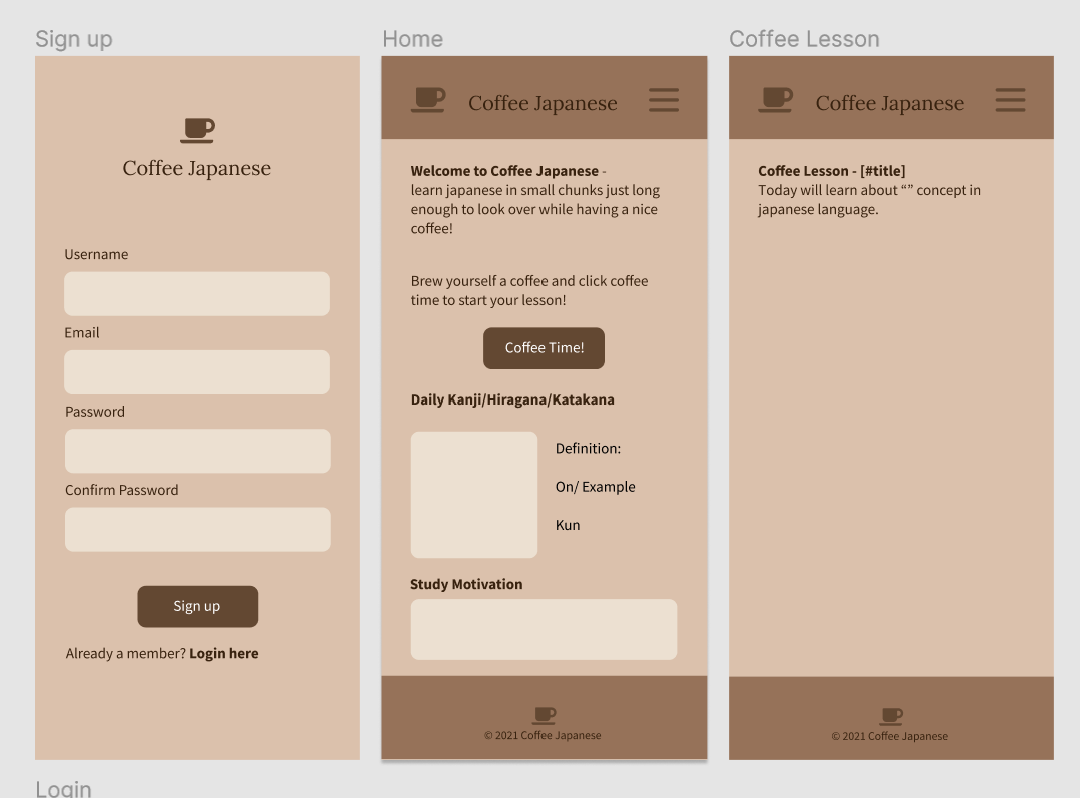 Sign up
Coffee Japanese
Username
Email
Password
Confirm Password
Sign up
Already a member? Login here
Login
Home
Coffee Japanese
Welcome to Coffee Japanese -
learn japanese in small chunks just long
enough to look over while having a nice
coffee!
Brew yourself a coffee and click coffee
time to start your lesson!
Coffee Time!
Daily Kanji/Hiragana/Katakana
Definition:
On/ Example
Kun
Study Motivation
© 2021 Coffee Japanese
Coffee Lesson
Coffee Japanese
Coffee Lesson - [#title]
Today will learn about “” concept in
japanese language.
© 2021 Coffee Japanese